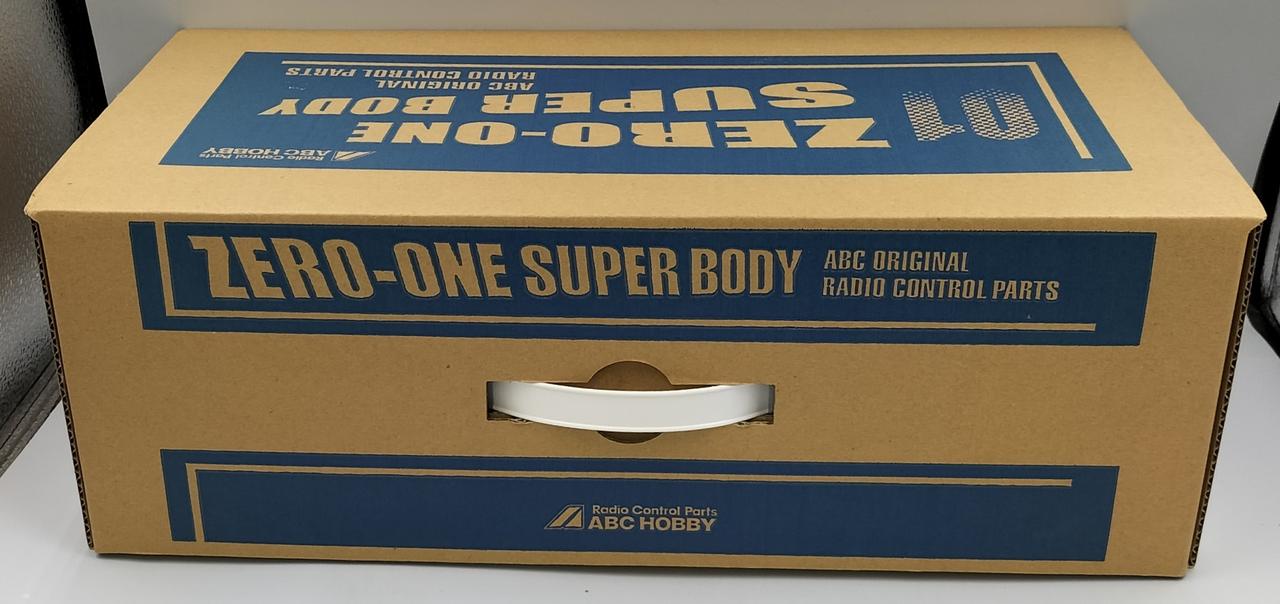 01
ZERO-ONE
SUPER BODY
ABC ORIGINAL
RADIO CONTROL PARTS
Radio Control Parts
ABC HOBBY
ZERO-ONE SUPER BODY
ABC ORIGINAL
RADIO CONTROL PARTS
Radio Control Parts
ABC HOBBY